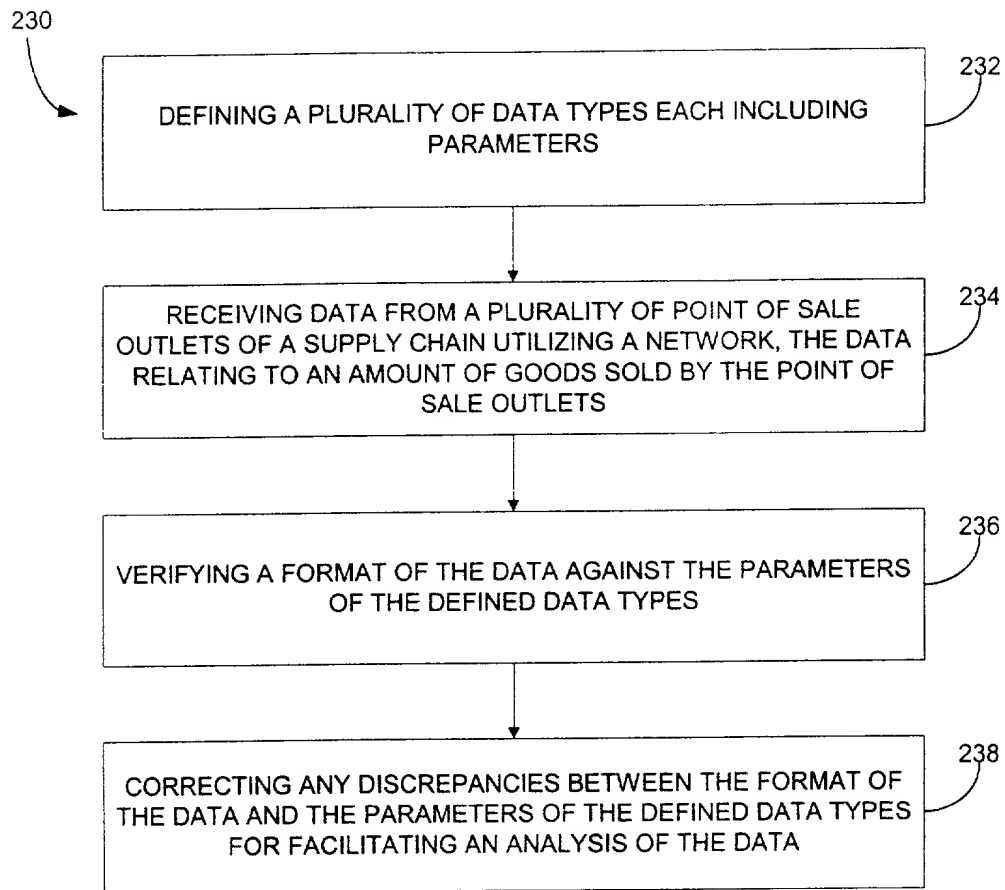 230
232
DEFINING A PLURALITY OF DATA TYPES EACH INCLUDING
PARAMETERS
234
RECEIVING DATA FROM A PLURALITY OF POINT OF SALE
OUTLETS OF A SUPPLY CHAIN UTILIZING A NETWORK, THE DATA
RELATING TO AN AMOUNT OF GOODS SOLD BY THE POINT OF
SALE OUTLETS
236
VERIFYING A FORMAT OF THE DATA AGAINST THE PARAMETERS
OF THE DEFINED DATA TYPES
238
CORRECTING ANY DISCREPANCIES BETWEEN THE FORMAT OF
THE DATA AND THE PARAMETERS OF THE DEFINED DATA TYPES
FOR FACILITATING AN ANALYSIS OF THE DATA